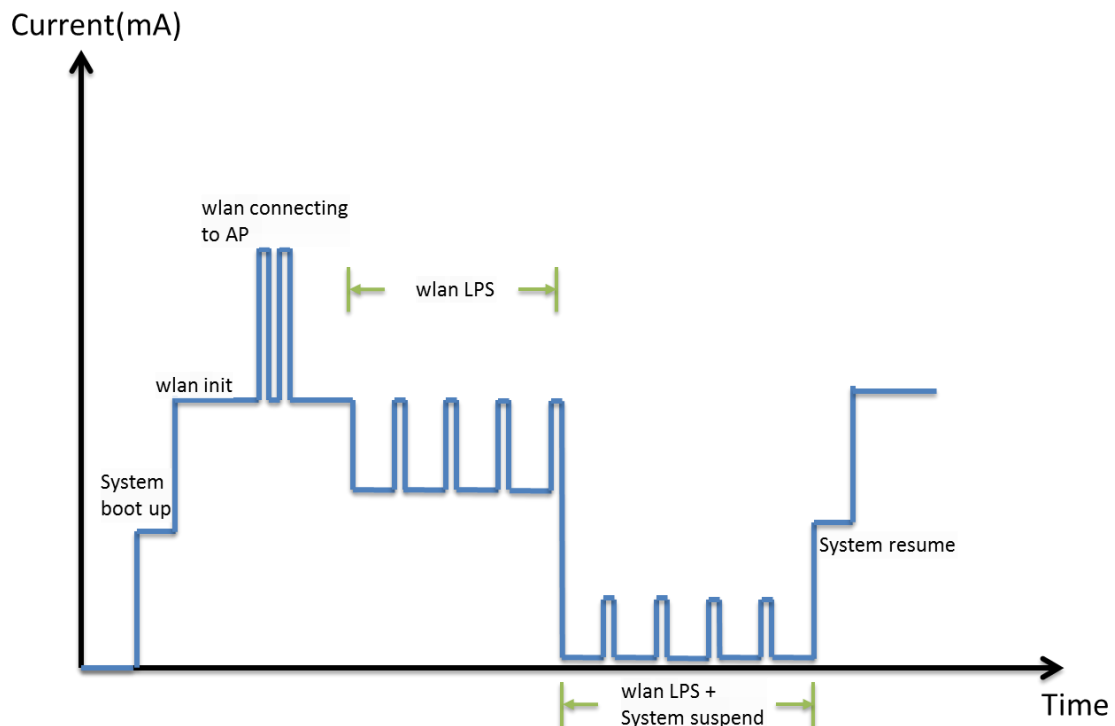 Current(mA)
wlan connecting
to AP
wlan LPS
wlan init
System
boot up
System resume
wlan LPS +
System suspend
Time